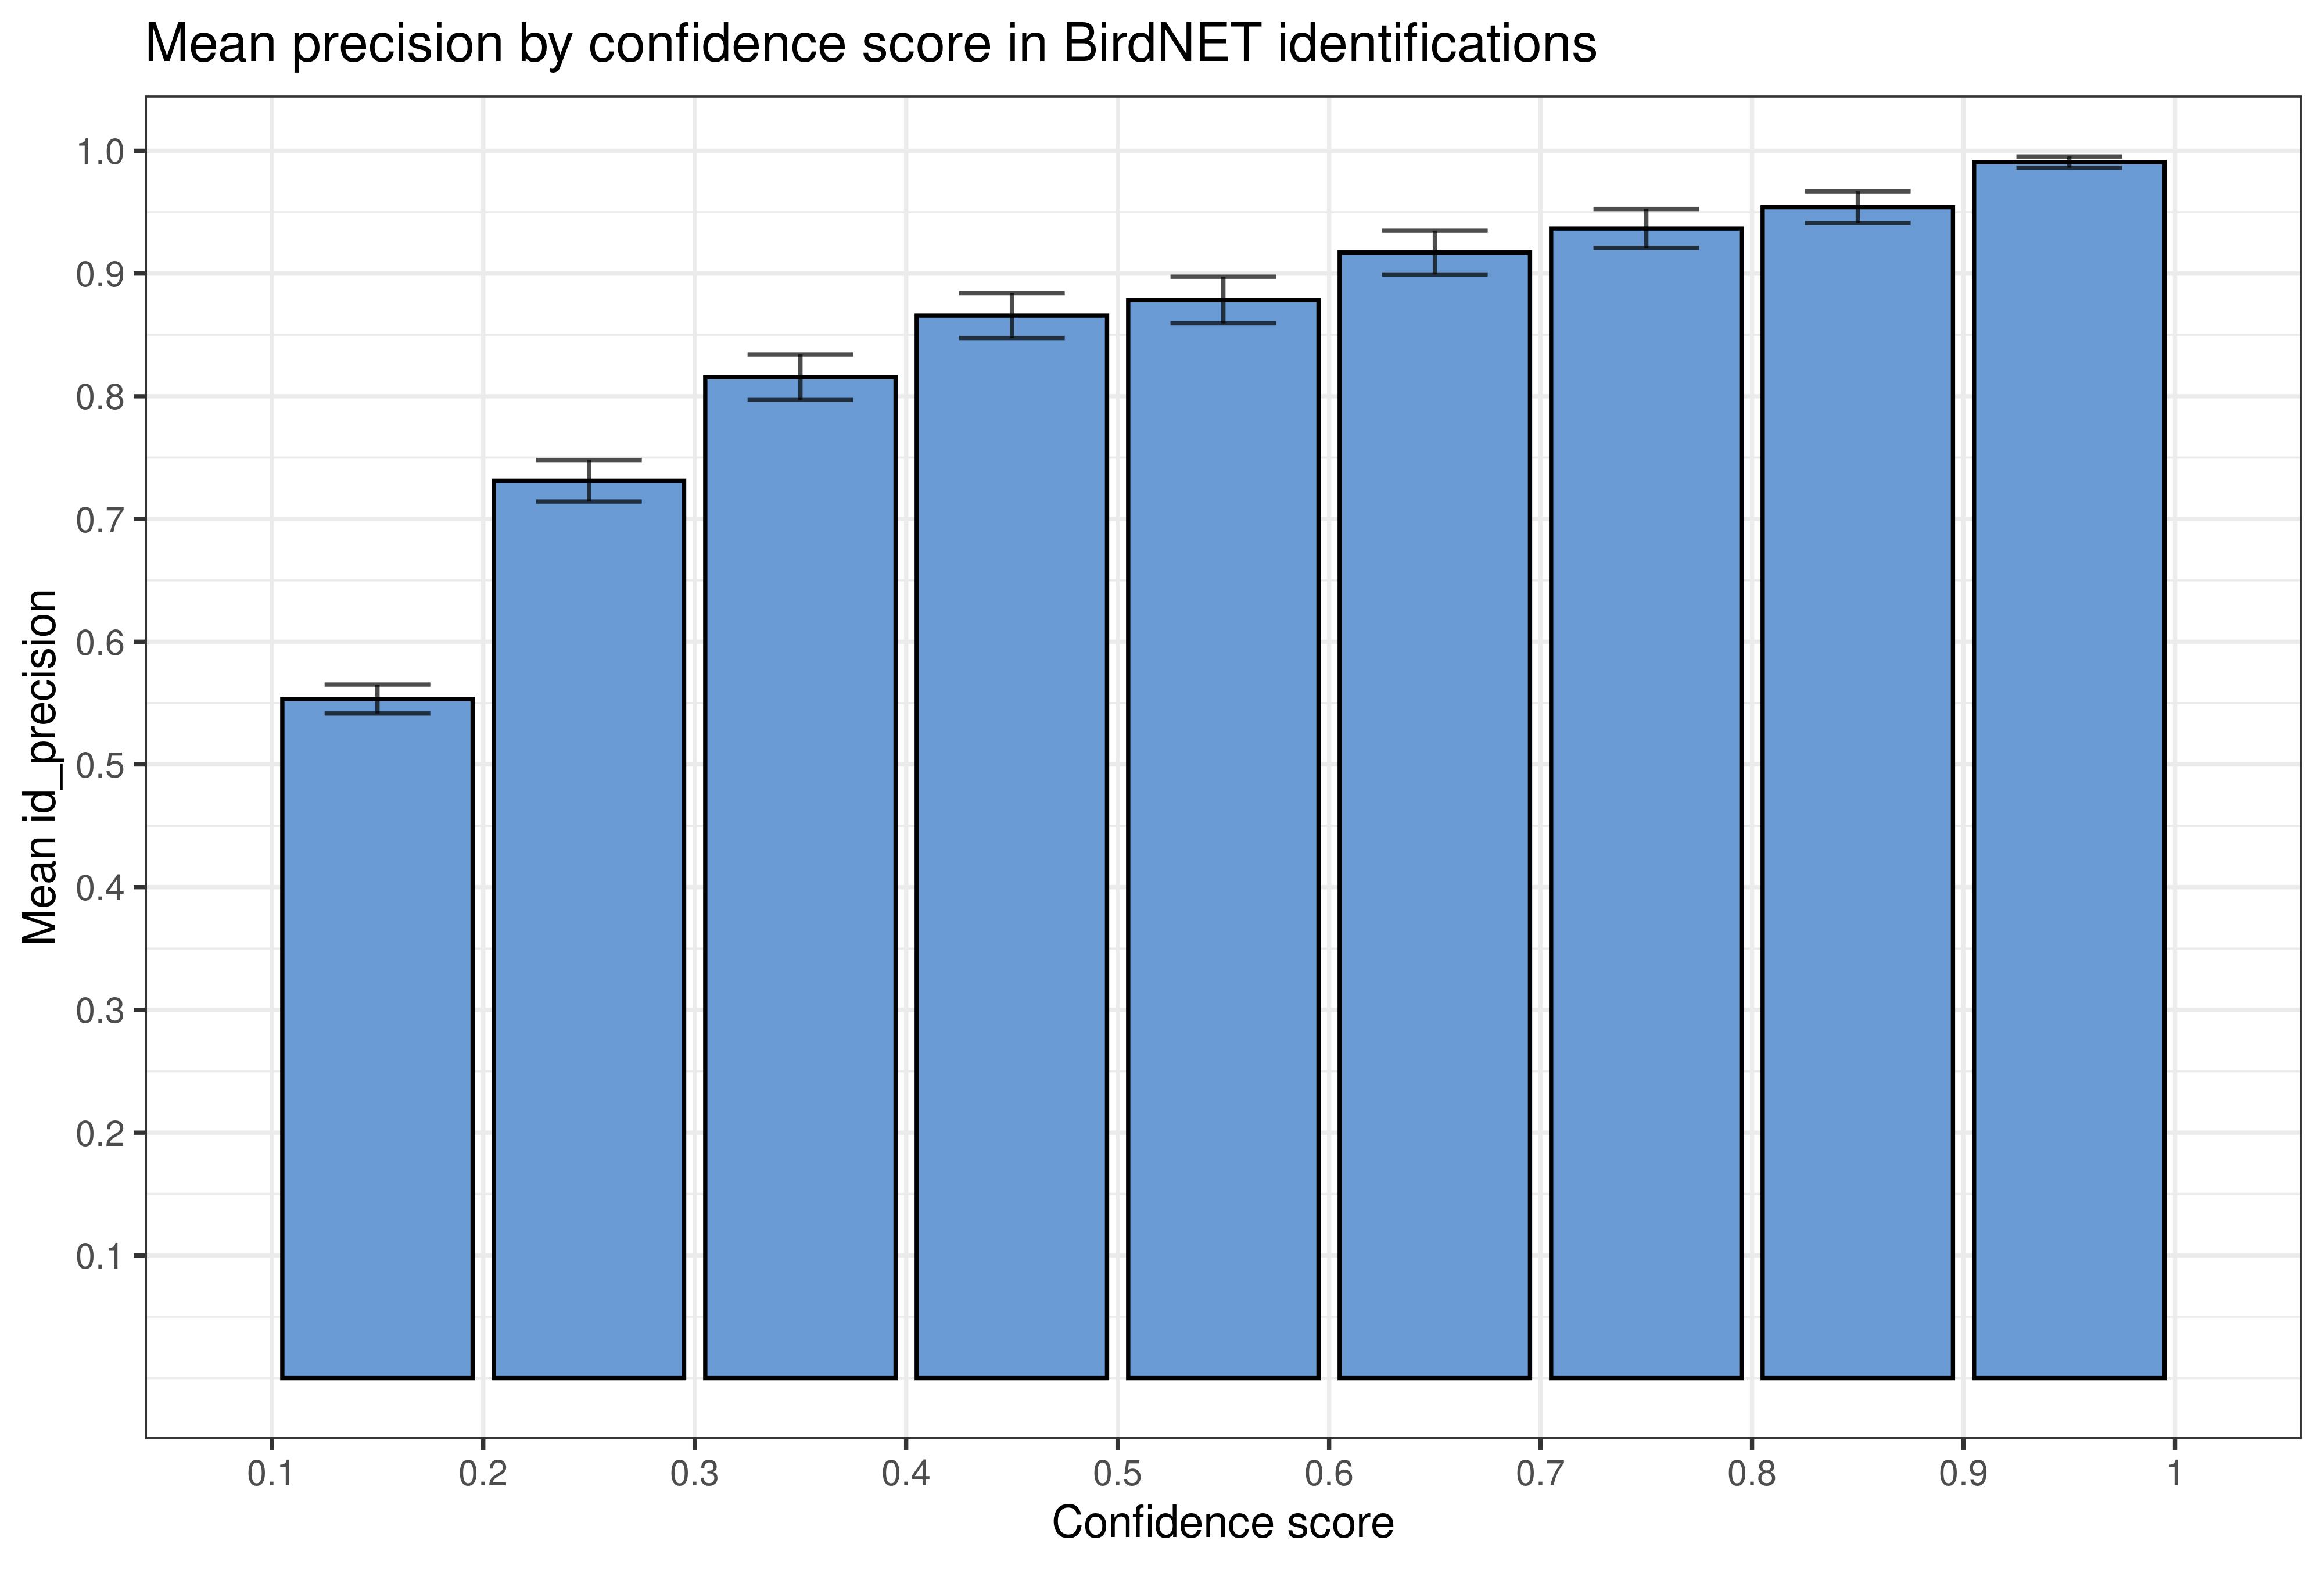 Mean precision by confidence score in BirdNET identifications
Mean id_precision
1.0
0.9
0.8
0.7
0.6
0.5
0.4
0.3
0.2
0.1
0.1 0.2 0.3 0.4 0.5 0.6 0.7 0.8 0.9 1
Confidence score